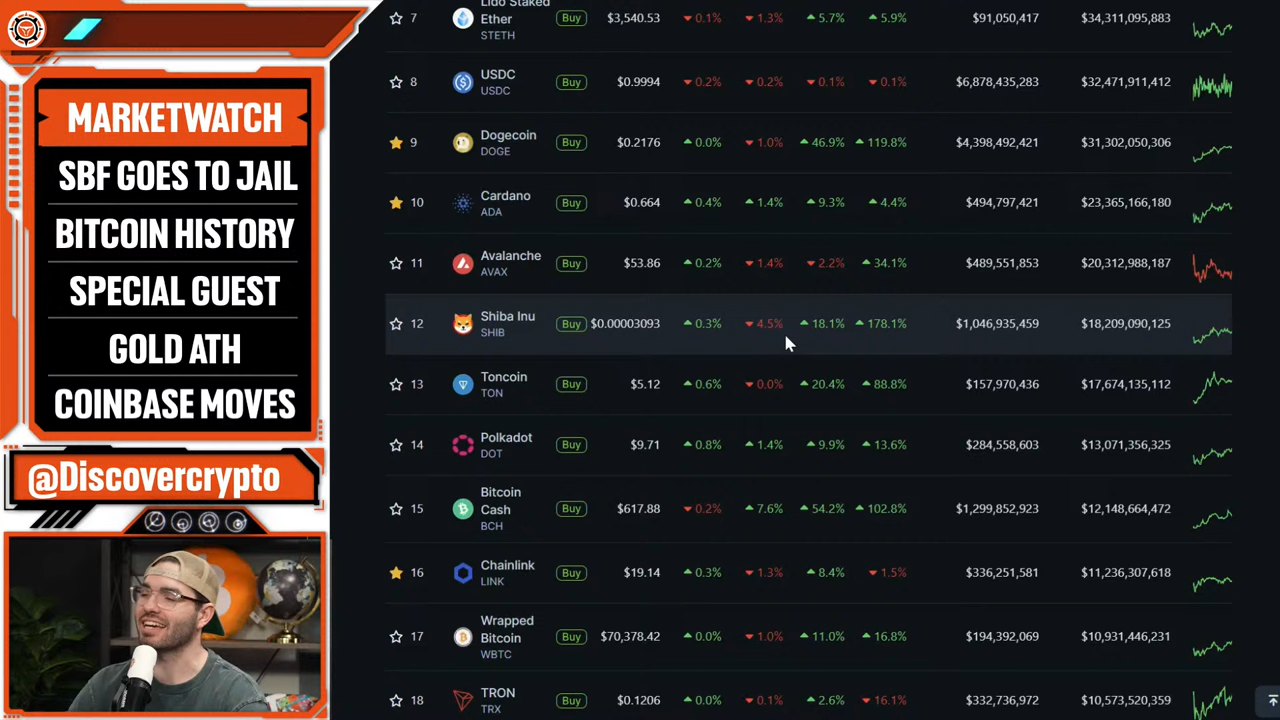 MARKETWATCH
SBF GOES TO JAIL
BITCOIN HISTORY
SPECIAL GUEST
GOLD ATH
COINBASE MOVES
@Discovercrypto
7 Lido Staked Ether STETH Buy $3,540.53 0.1% 1.3% 5.7% 5.9% $91,050,417 $34,311,095,883
8 USDC USDC Buy $0.9994 0.2% 0.2% 0.1% 0.1% $6,878,435,283 $32,471,911,412
9 Dogecoin DOGE Buy $0.2176 0.0% 1.0% 46.9% 119.8% $4,398,492,421 $31,302,050,306
10 Cardano ADA Buy $0.664 0.4% 1.4% 9.3% 4.4% $494,797,421 $23,365,166,180
11 Avalanche AVAX Buy $53.86 0.2% 1.4% 2.2% 34.1% $489,551,853 $20,312,988,187
12 Shiba Inu SHIB Buy $0.00003093 0.3% 4.5% 18.1% 178.1% $1,046,935,459 $18,209,090,125
13 Toncoin TON Buy $5.12 0.6% 0.0% 20.4% 88.8% $157,970,436 $17,674,135,112
14 Polkadot DOT Buy $9.71 0.8% 1.4% 9.9% 13.6% $284,558,603 $13,071,356,325
15 Bitcoin Cash BCH Buy $617.88 0.2% 7.6% 54.2% 102.8% $1,299,852,923 $12,148,664,472
16 Chainlink LINK Buy $19.14 0.3% 1.3% 8.4% 1.5% $336,251,581 $11,236,307,618
17 Wrapped Bitcoin WBTC Buy $70,378.42 0.0% 1.0% 11.0% 16.8% $194,392,069 $10,931,446,231
18 TRON TRX Buy $0.1206 0.0% 0.1% 2.6% 16.1% $332,736,972 $10,573,520,359